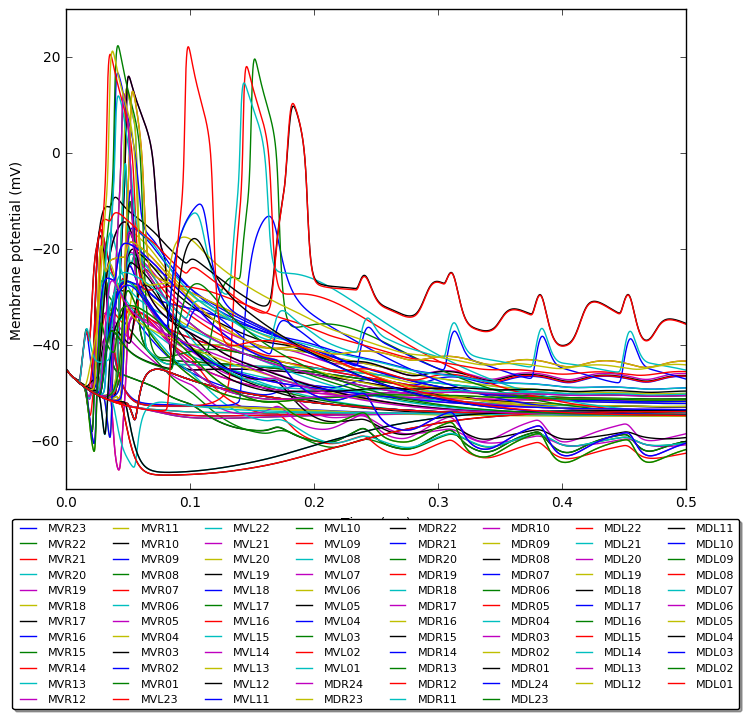 20
0
−20
−40
−60
Membrane potential (mV)
0.0 0.1 0.2 0.3 0.4 0.5
MVR23 MVR11 MVL22 MVL10 MDR22 MDR10 MDL22 MDL11
MVR22 MVR10 MVL21 MVL09 MDR21 MDR09 MDL21 MDL10
MVR21 MVR09 MVL20 MVL08 MDR20 MDR08 MDL20 MDL09
MVR20 MVR08 MVL19 MVL07 MDR19 MDR07 MDL19 MDL08
MVR19 MVR07 MVL18 MVL06 MDR18 MDR06 MDL18 MDL07
MVR18 MVR06 MVL17 MVL05 MDR17 MDR05 MDL17 MDL06
MVR17 MVR05 MVL16 MVL04 MDR16 MDR04 MDL16 MDL05
MVR16 MVR04 MVL15 MVL03 MDR15 MDR03 MDL15 MDL04
MVR15 MVR03 MVL14 MVL02 MDR14 MDR02 MDL14 MDL03
MVR14 MVR02 MVL13 MVL01 MDR13 MDR01 MDL13 MDL02
MVR13 MVR01 MVL12 MDR24 MDR12 MDL24 MDL12 MDL01
MVR12 MVL23 MVL11 MDR23 MDR11 MDL23